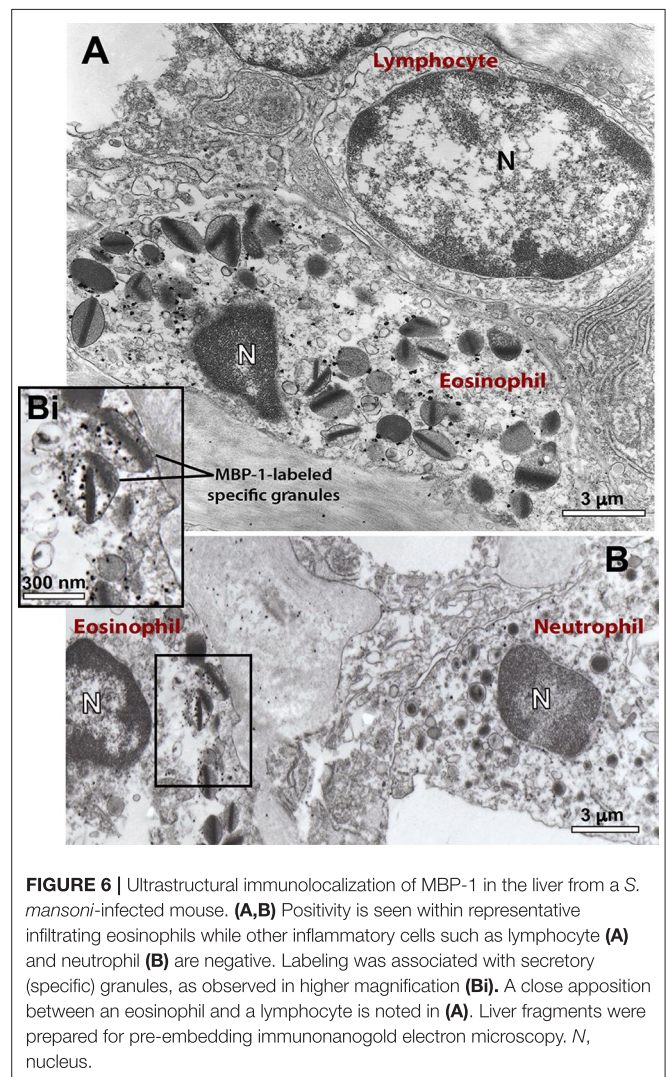 A
Lymphocyte
N
N
Eosinophil
Bi
MBP-1-labeled
specific granules
3 µm
300 nm
B
Eosinophil
Neutrophil
N
N
3 µm
FIGURE 6 | Ultrastructural immunolocalization of MBP-1 in the liver from a S.
mansoni-infected mouse. (A,B) Positivity is seen within representative
infiltrating eosinophils while other inflammatory cells such as lymphocyte (A)
and neutrophil (B) are negative. Labeling was associated with secretory
(specific) granules, as observed in higher magnification (Bi). A close apposition
between an eosinophil and a lymphocyte is noted in (A). Liver fragments were
prepared for pre-embedding immunonanogold electron microscopy. N,
nucleus.